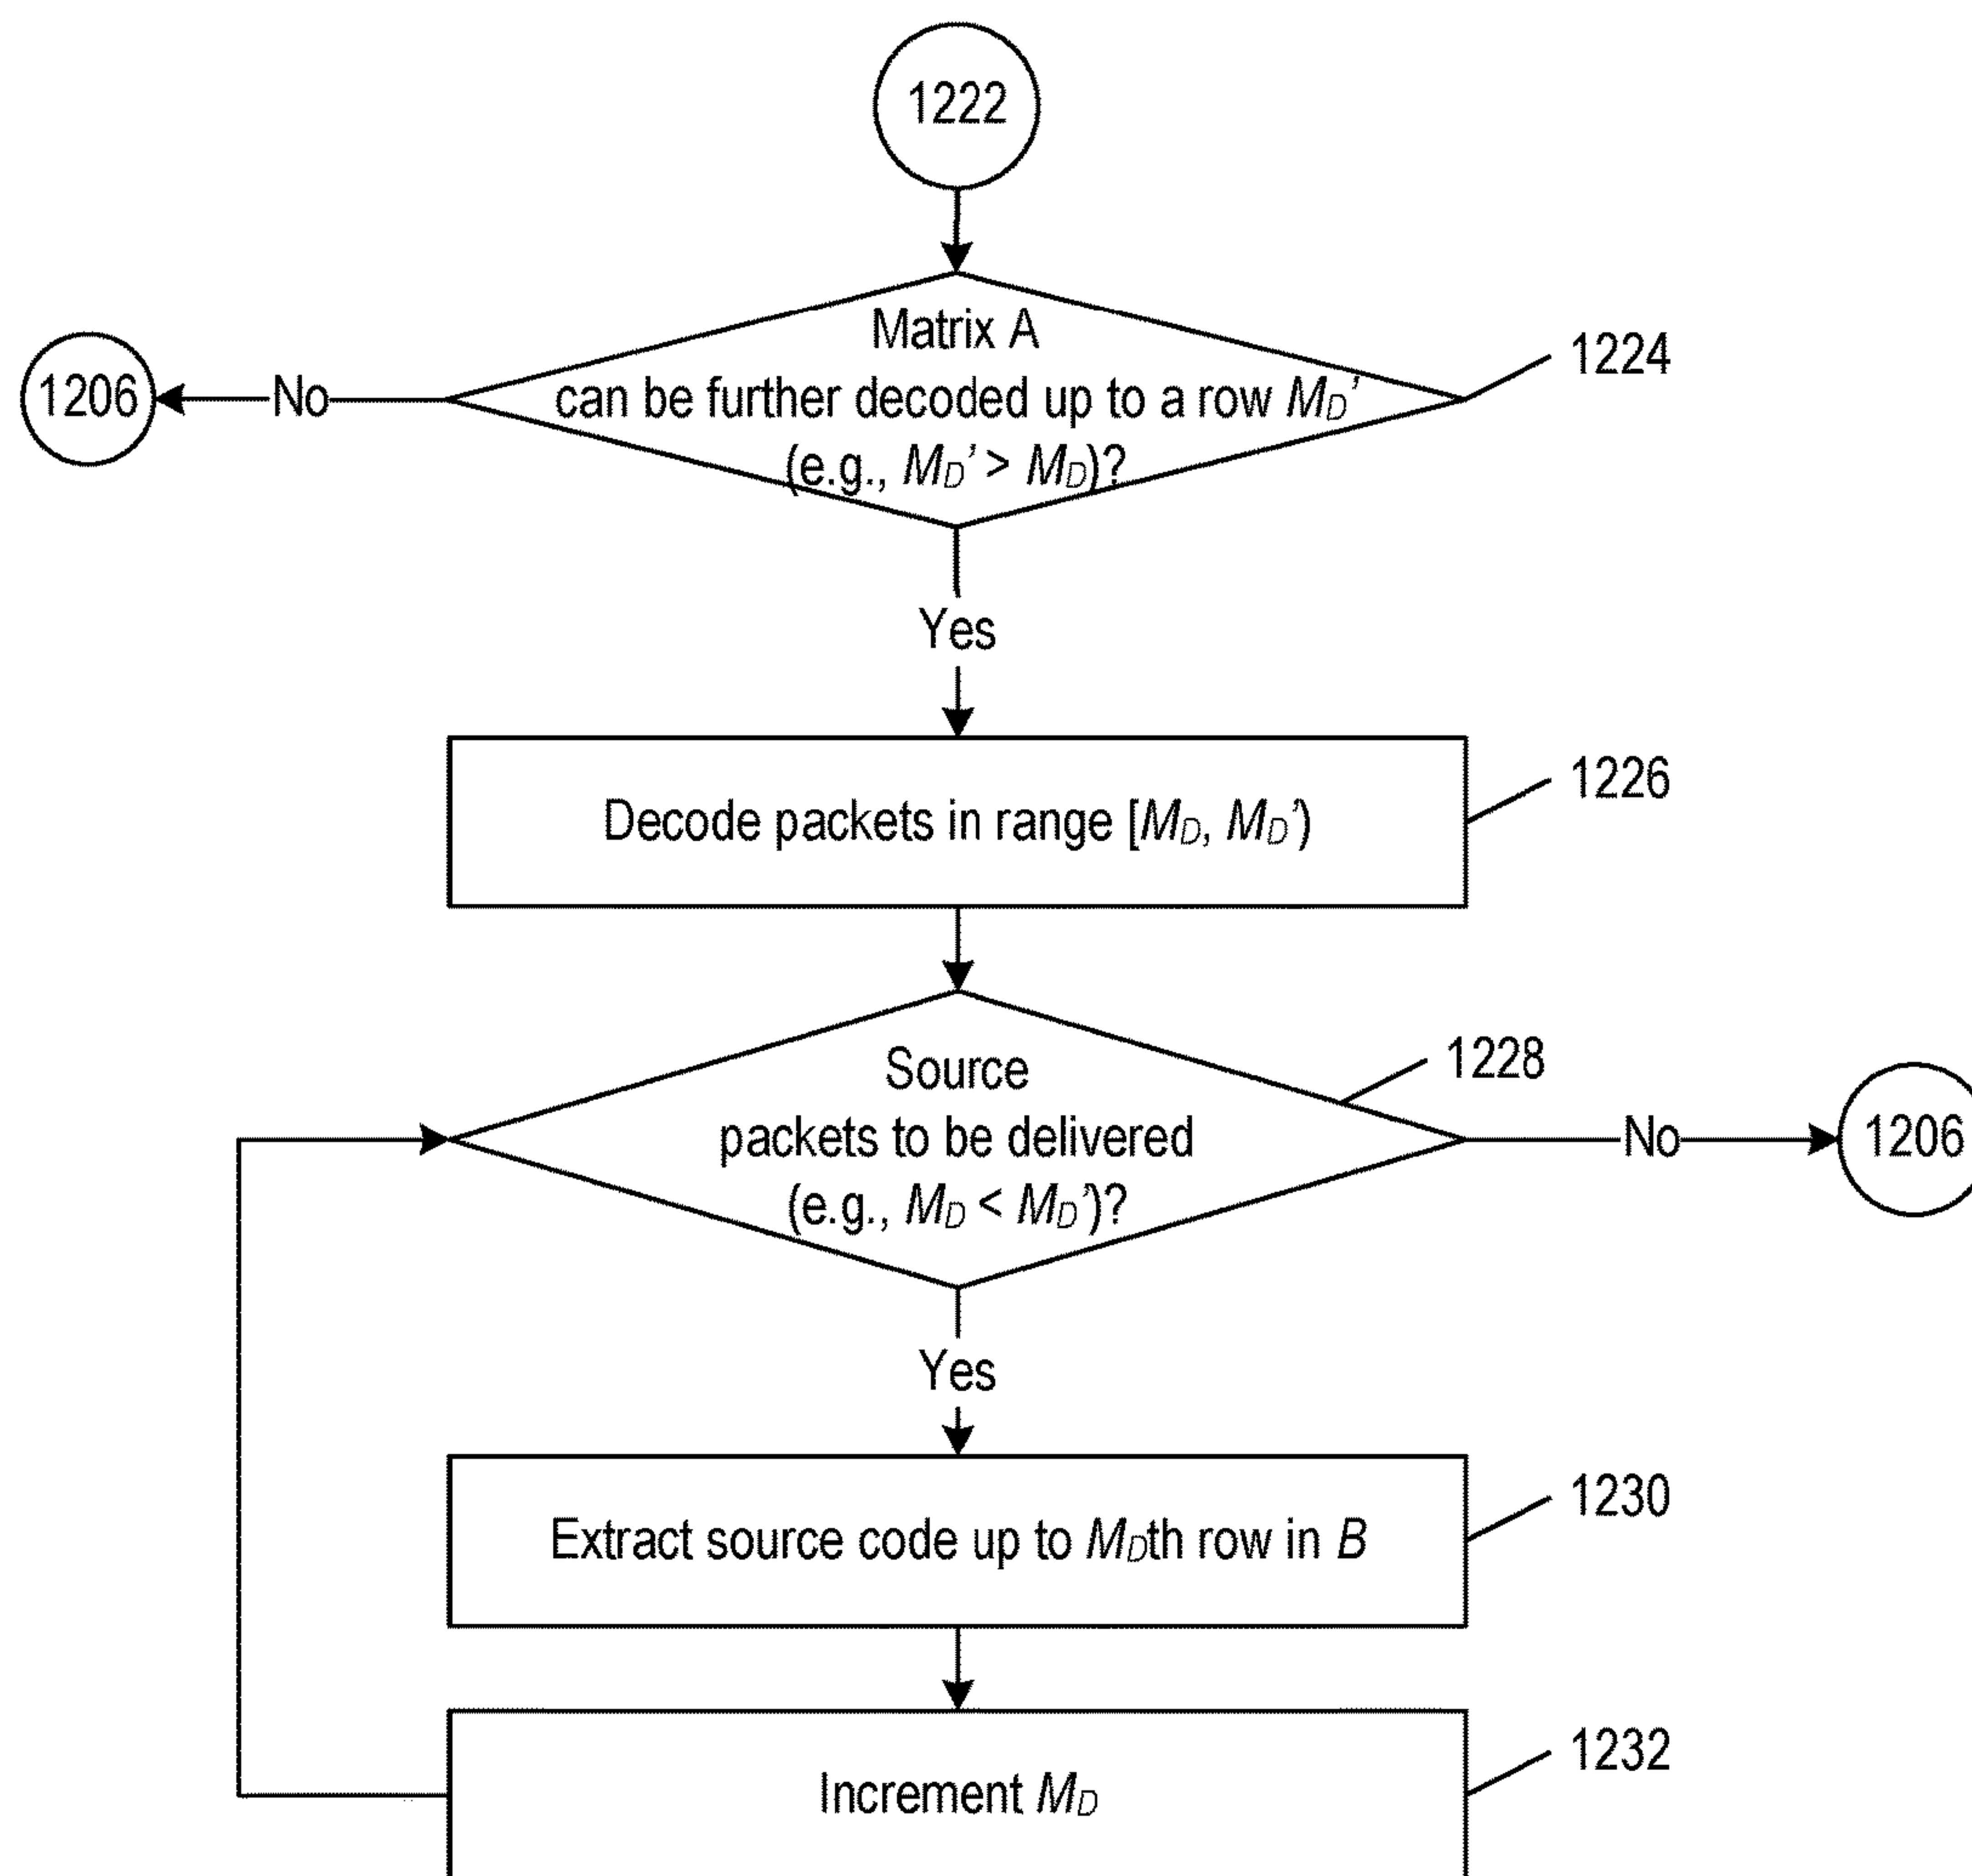 1222
Matrix A
1224
1206
No
can be further decoded up to a row MD'
(e.g., MD' > MD)?
Yes
1226
Decode packets in range [MD, MD')
1228
Source
packets to be delivered
No
1206
(e.g., MD < MD')?
Yes
1230
Extract source code up to MDth row in B
1232
Increment MD